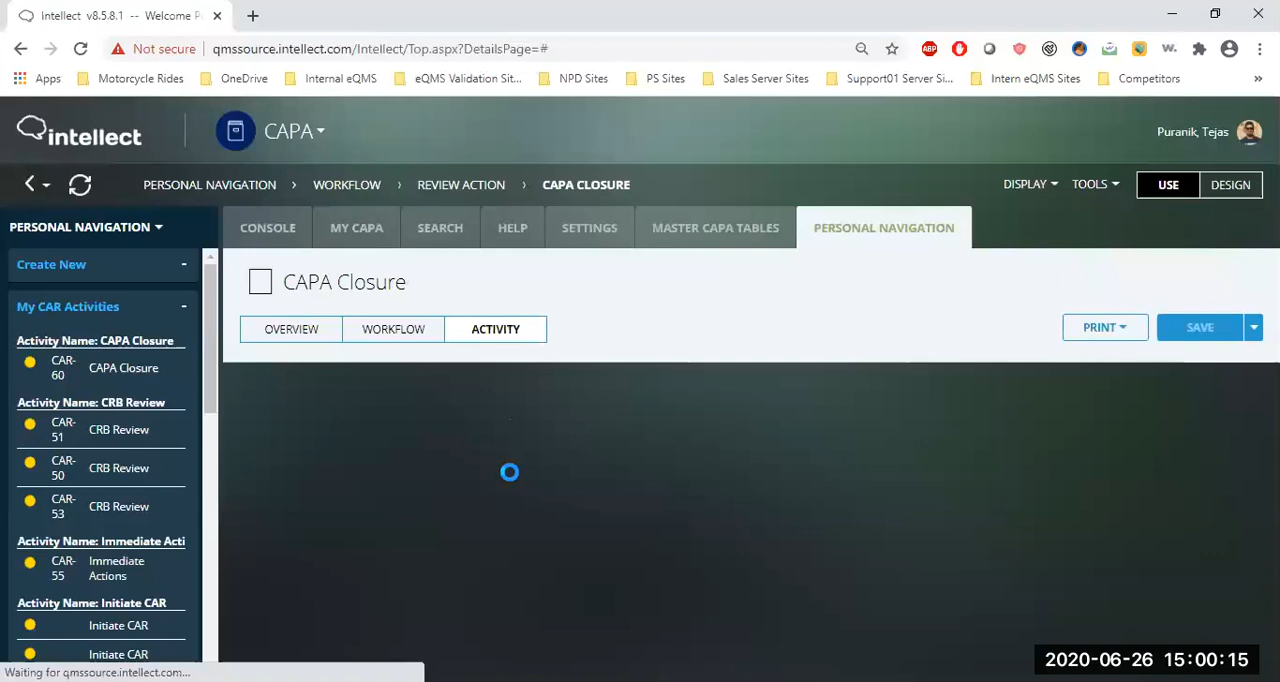 Intellect v8.5.8.1 -- Welcome P
Not secure qmssource.intellect.com/Intellect/Top.aspx?DetailsPage=#
ABP W.
Apps Motorcycle Rides OneDrive Internal eQMS eQMS Validation Sit... NPD Sites PS Sites Sales Server Sites Support01 Server Si... Intern eQMS Sites Competitors »
intellect CAPA Puranik, Tejas
PERSONAL NAVIGATION › WORKFLOW › REVIEW ACTION › CAPA CLOSURE DISPLAY TOOLS USE DESIGN
PERSONAL NAVIGATION CONSOLE MY CAPA SEARCH HELP SETTINGS MASTER CAPA TABLES PERSONAL NAVIGATION
Create New -
CAPA Closure
OVERVIEW WORKFLOW ACTIVITY PRINT SAVE
My CAR Activities -
Activity Name: CAPA Closure
CAR-60 CAPA Closure
Activity Name: CRB Review
CAR-51 CRB Review
CAR-50 CRB Review
CAR-53 CRB Review
Activity Name: Immediate Acti
CAR-55 Immediate Actions
Activity Name: Initiate CAR
Initiate CAR
Initiate CAR
Waiting for qmssource.intellect.com...
2020-06-26 15:00:15